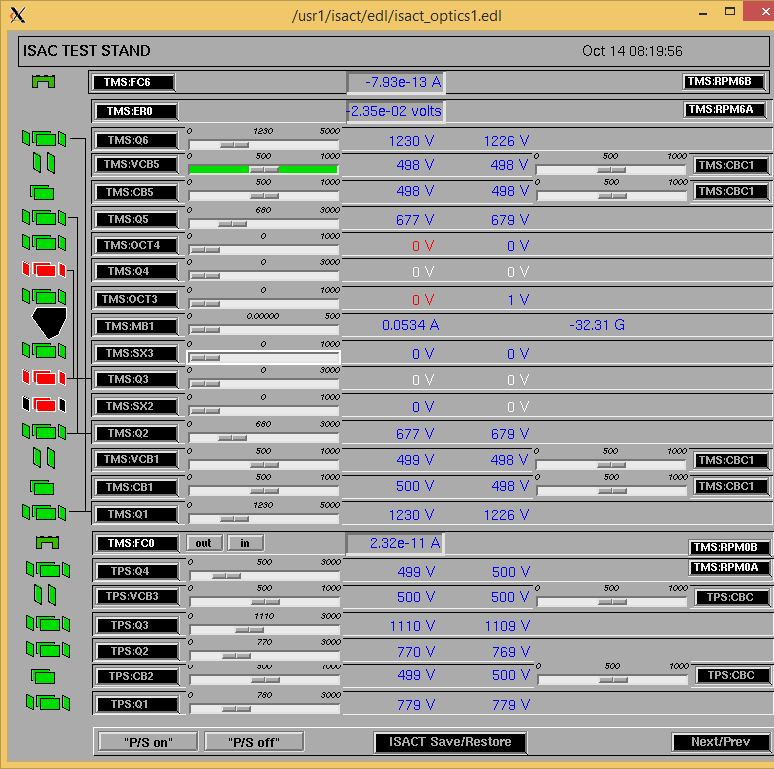 /usr1/isact/edl/isact_optics1.edl
ISAC TEST STAND Oct 14 08:19:56
TMS:FC6 -7.93e-13 A TMS:RPM6B
TMS:ER0 -2.35e-02 volts TMS:RPM6A
0 1230 5000
TMS:Q6 1230 V 1226 V
0 500 1000 0 500 1000
TMS:VCB5 498 V 498 V TMS:CBC1
0 500 1000 0 500 1000
TMS:CB5 498 V 498 V TMS:CBC1
0 680 3000
TMS:Q5 677 V 679 V
0 0 1000
TMS:OCT4 0 V 0 V
0 0 3000
TMS:Q4 0 V 0 V
0 0 1000
TMS:OCT3 0 V 1 V
0 0.00000 500
TMS:MB1 0.0534 A -32.31 G
0 0 1000
TMS:SX3 0 V 0 V
0 0 3000
TMS:Q3 0 V 0 V
0 0 1000
TMS:SX2 0 V 0 V
0 680 3000
TMS:Q2 677 V 679 V
0 500 1000 0 500 1000
TMS:VCB1 499 V 498 V TMS:CBC1
0 500 1000 0 500 1000
TMS:CB1 500 V 498 V TMS:CBC1
0 1230 5000
TMS:Q1 1230 V 1226 V
TMS:FC0 out in 2.32e-11 A TMS:RPM0B
0 500 3000 TMS:RPM0A
TPS:Q4 499 V 500 V
0 500 1000 0 500 1000
TPS:VCB3 500 V 500 V TPS:CBC
0 1110 3000
TPS:Q3 1110 V 1109 V
0 770 3000
TPS:Q2 770 V 769 V
0 500 1000 0 500 1000
TPS:CB2 499 V 500 V TPS:CBC
0 780 3000
TPS:Q1 779 V 779 V
"P/S on" "P/S off" ISACT Save/Restore Next/Prev